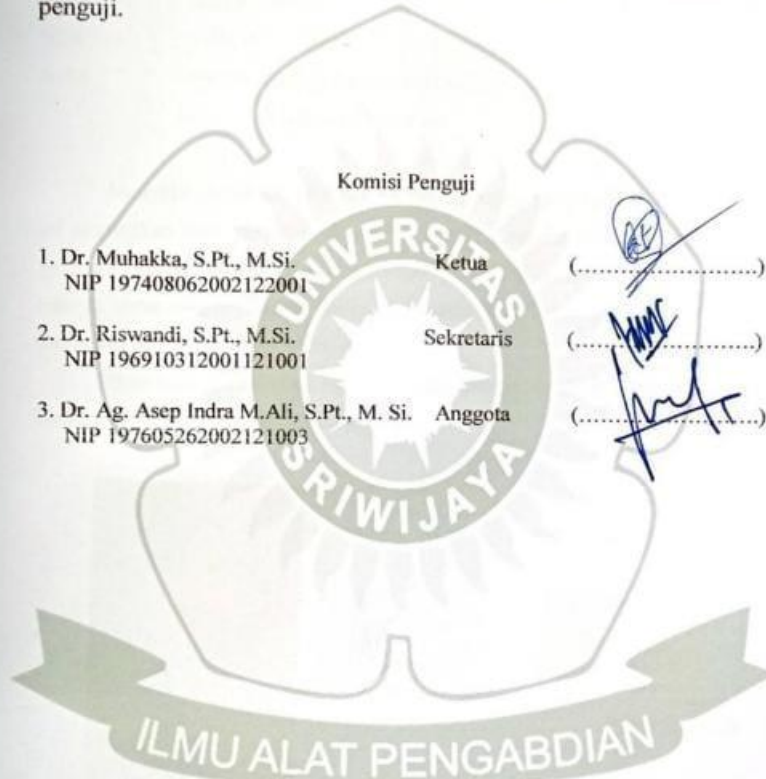 penguji.
Komisi Penguji
1. Dr. Muhakka, S.Pt., M.Si. Ketua (........................)
NIP 197408062002122001
2. Dr. Riswandi, S.Pt., M.Si. Sekretaris (........................)
NIP 196910312001121001
3. Dr. Ag. Asep Indra M.Ali, S.Pt., M. Si. Anggota (........................)
NIP 197605262002121003
UNIVERSITAS
SRIWIJAYA
ILMU ALAT PENGABDIAN